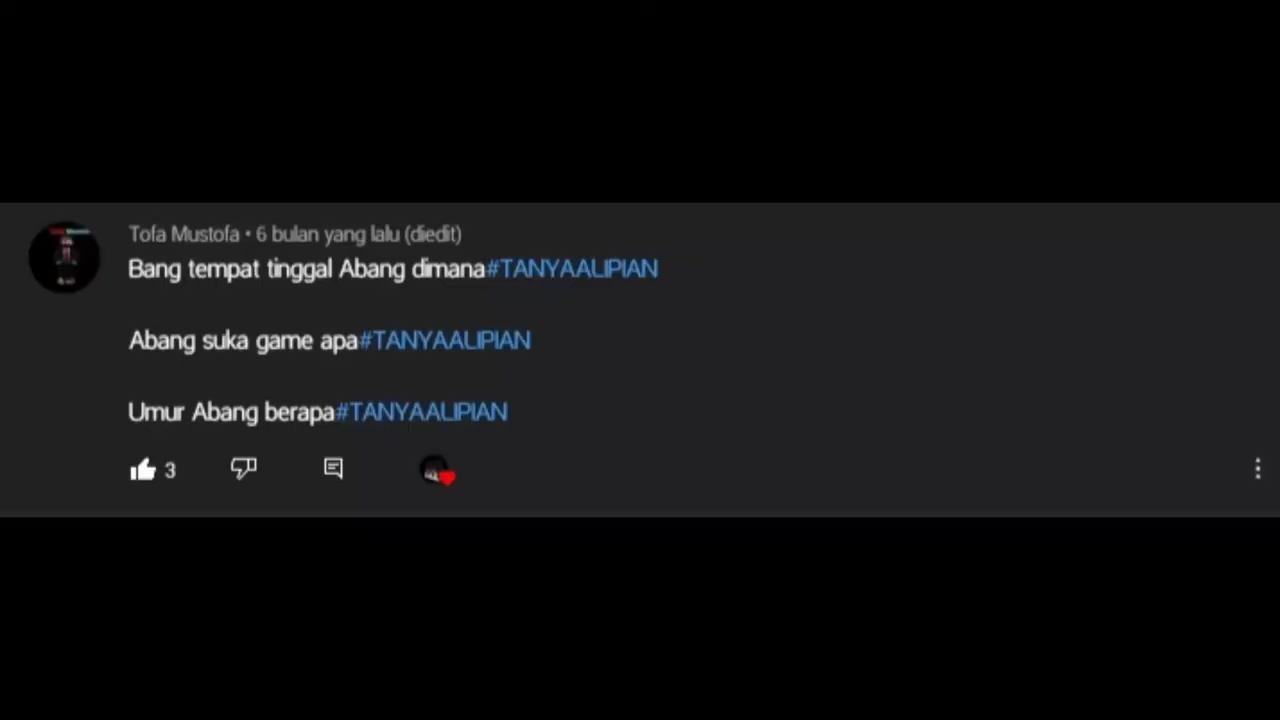 Tofa Mustofa • 6 bulan yang lalu (diedit)
Bang tempat tinggal Abang dimana#TANYAALIPIAN
Abang suka game apa#TANYAALIPIAN
Umur Abang berapa#TANYAALIPIAN
3